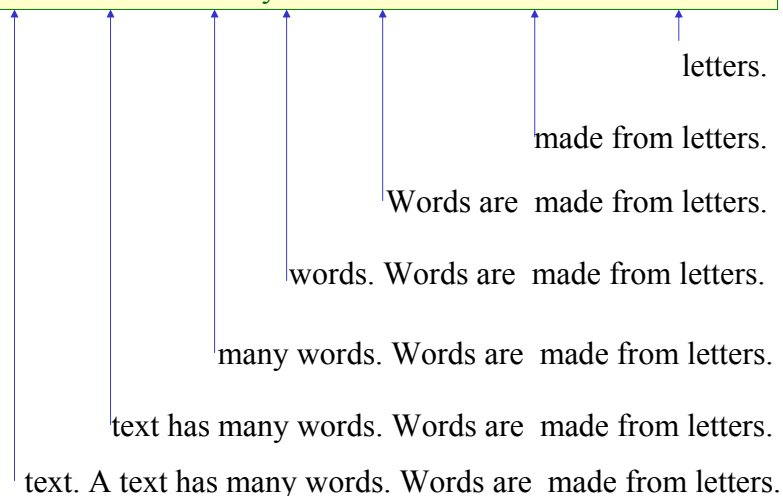 letters.
made from letters.
Words are made from letters.
words. Words are made from letters.
many words. Words are made from letters.
text has many words. Words are made from letters.
text. A text has many words. Words are made from letters.